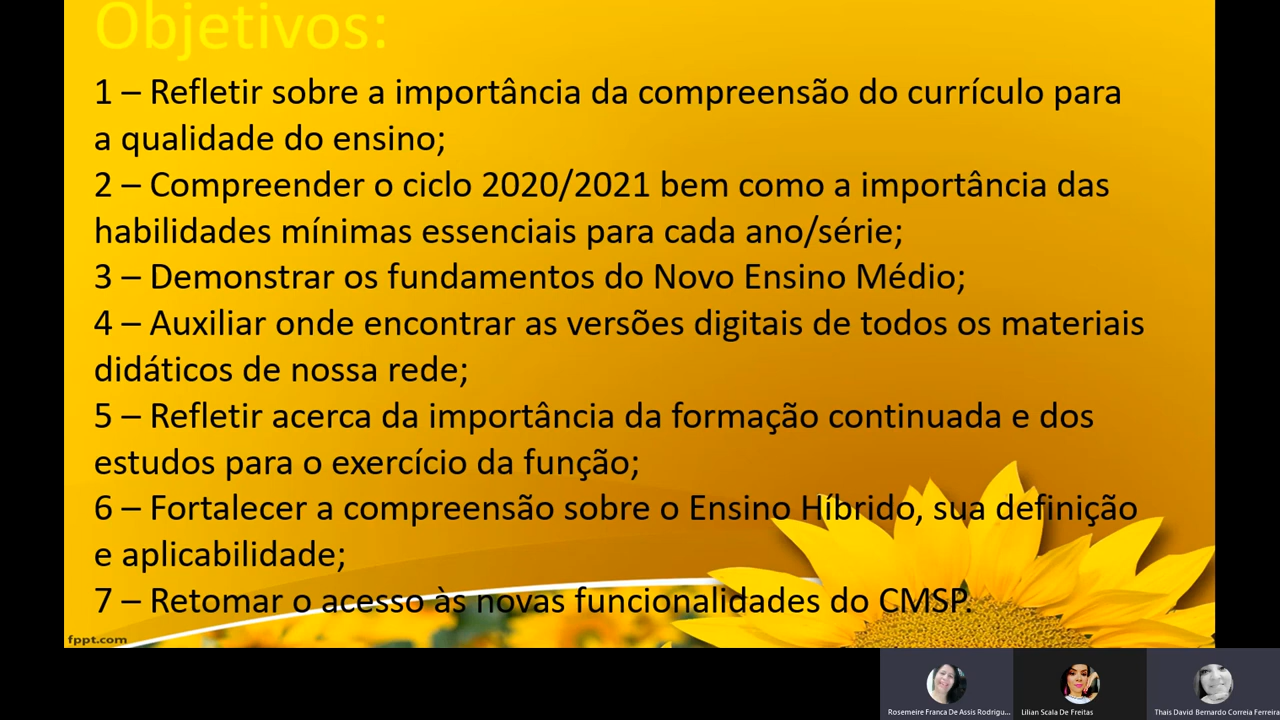 Objetivos:
1 – Refletir sobre a importância da compreensão do currículo para
a qualidade do ensino;
2 – Compreender o ciclo 2020/2021 bem como a importância das
habilidades mínimas essenciais para cada ano/série;
3 – Demonstrar os fundamentos do Novo Ensino Médio;
4 – Auxiliar onde encontrar as versões digitais de todos os materiais
didáticos de nossa rede;
5 – Refletir acerca da importância da formação continuada e dos
estudos para o exercício da função;
6 – Fortalecer a compreensão sobre o Ensino Híbrido, sua definição
e aplicabilidade;
7 – Retomar o acesso às novas funcionalidades do CMSP.
fppt.com
Rosemeire Franca De Assis Rodrigu...
Lilian Scala De Freitas
Thais David Bernardo Correia Ferreira